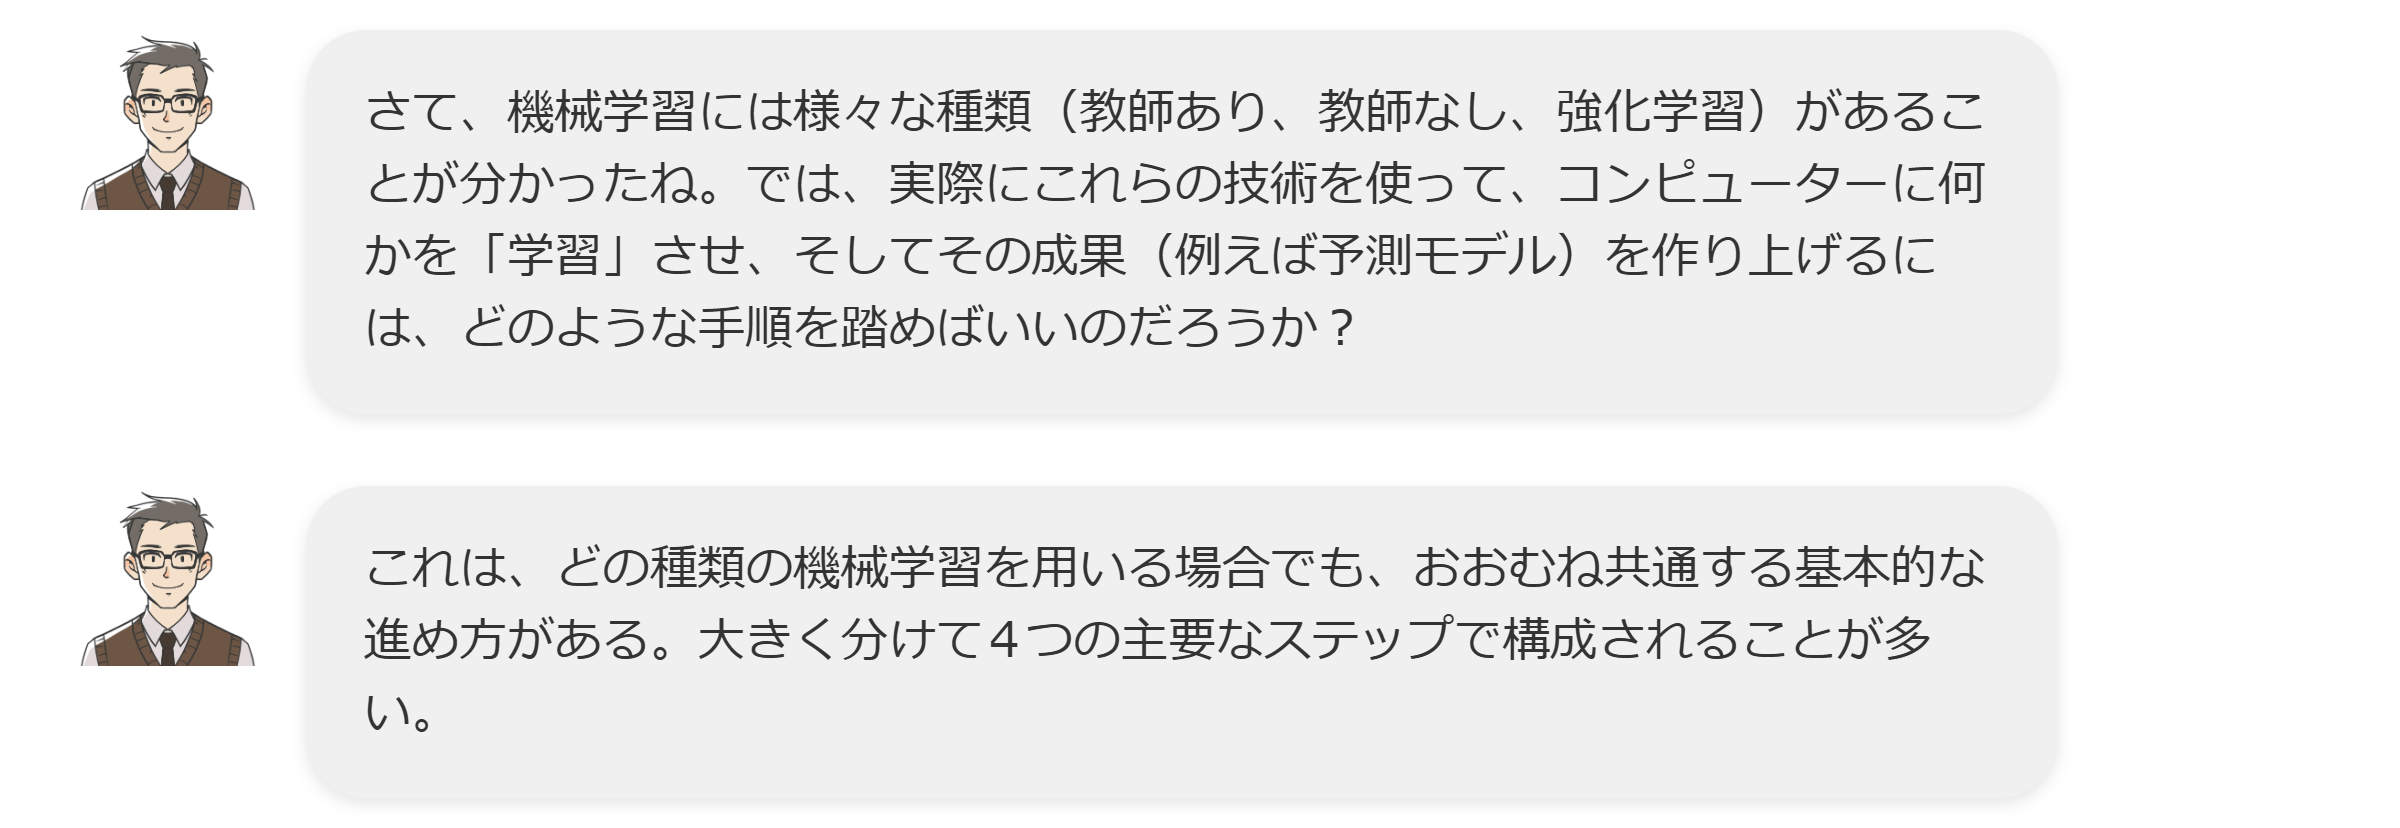 さて、機械学習には様々な種類（教師あり、教師なし、強化学習）があるこ
とが分かったね。では、実際にこれらの技術を使って、コンピューターに何
かを「学習」させ、そしてその成果（例えば予測モデル）を作り上げるに
は、どのような手順を踏めばいいのだろうか？
これは、どの種類の機械学習を用いる場合でも、おおむね共通する基本的な
進め方がある。大きく分けて４つの主要なステップで構成されることが多
い。